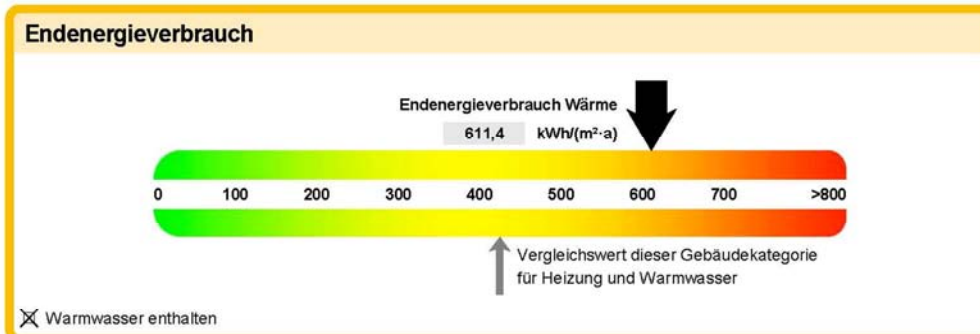 Endenergieverbrauch
Endenergieverbrauch Wärme
611,4 kWh/(m²·a)
0 100 200 300 400 500 600 700 >800
Vergleichswert dieser Gebäudekategorie
für Heizung und Warmwasser
Warmwasser enthalten